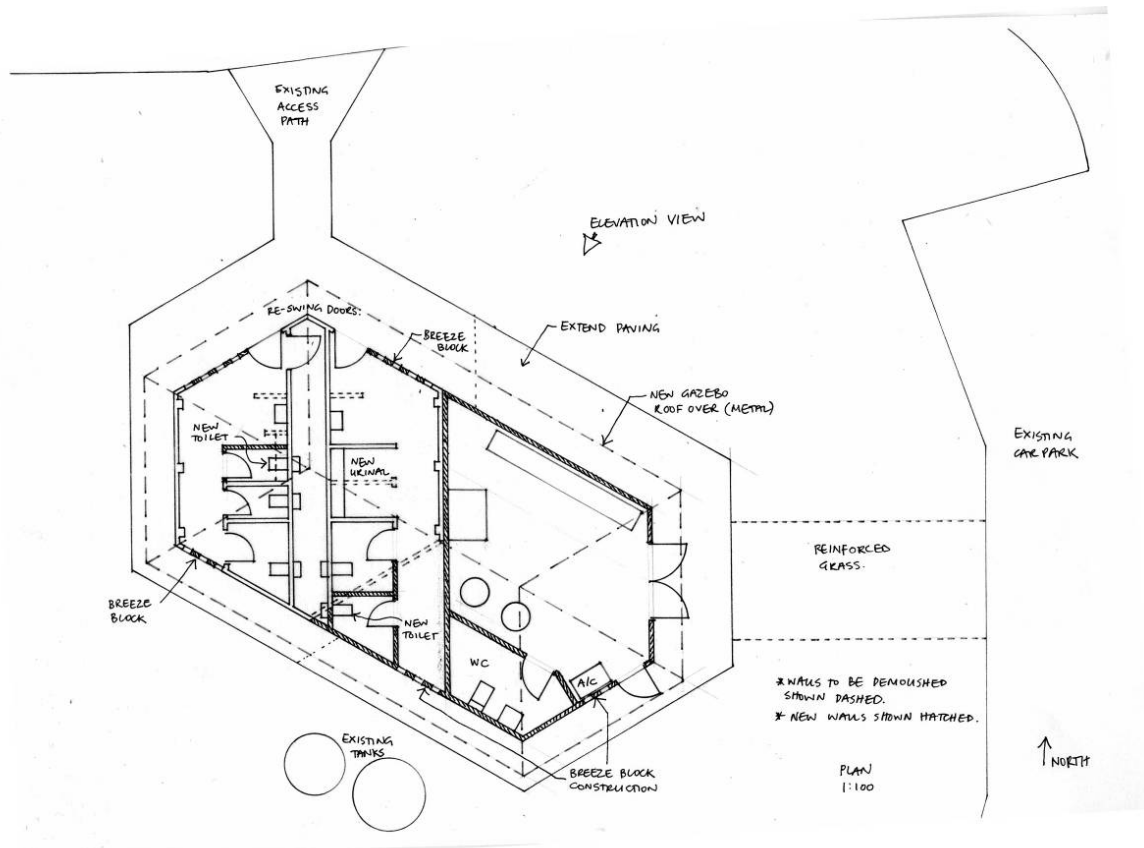 EXISTING
ACCESS
PATH
ELEVATION VIEW
RE-SWING DOORS.
BREEZE
BLOCK
EXTEND PAVING
NEW GAZEBO
ROOF OVER (METAL)
EXISTING
CAR PARK
NEW
TOILET
NEW
URINAL
REINFORCED
GRASS.
BREEZE
BLOCK
NEW
TOILET
WC
A/C
*WALLS TO BE DEMOLISHED
SHOWN DASHED.
* NEW WALLS SHOWN HATCHED.
EXISTING
TANKS
BREEZE BLOCK
CONSTRUCTION
PLAN
1:100
NORTH